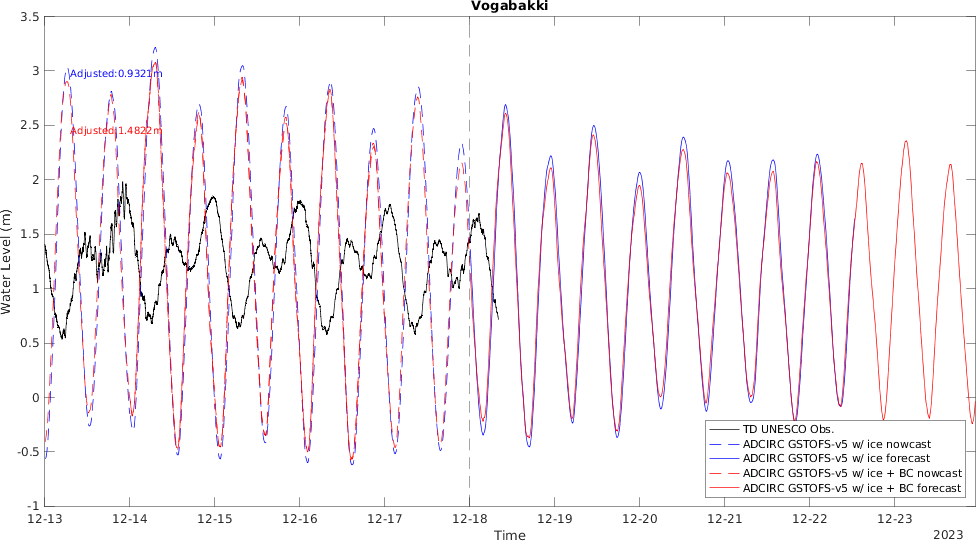 Vogabakki
3.5
3
2.5
2
1.5
1
0.5
0
-0.5
-1
Water Level (m)
Adjusted:0.9321m
Adjusted:1.4822m
TD UNESCO Obs.
ADCIRC GSTOFS-v5 w/ ice nowcast
ADCIRC GSTOFS-v5 w/ ice forecast
ADCIRC GSTOFS-v5 w/ ice + BC nowcast
ADCIRC GSTOFS-v5 w/ ice + BC forecast
12-13 12-14 12-15 12-16 12-17 12-18 12-19 12-20 12-21 12-22 12-23
Time
2023